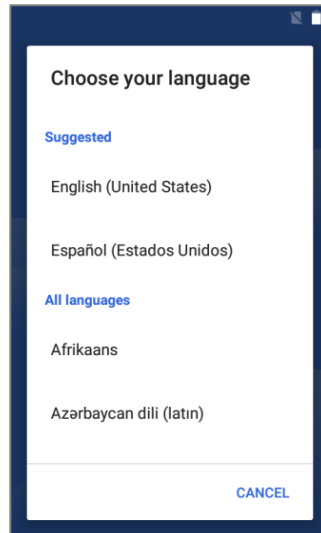 Choose your language
Suggested
English (United States)
Español (Estados Unidos)
All languages
Afrikaans
Azərbaycan dili (latın)
CANCEL